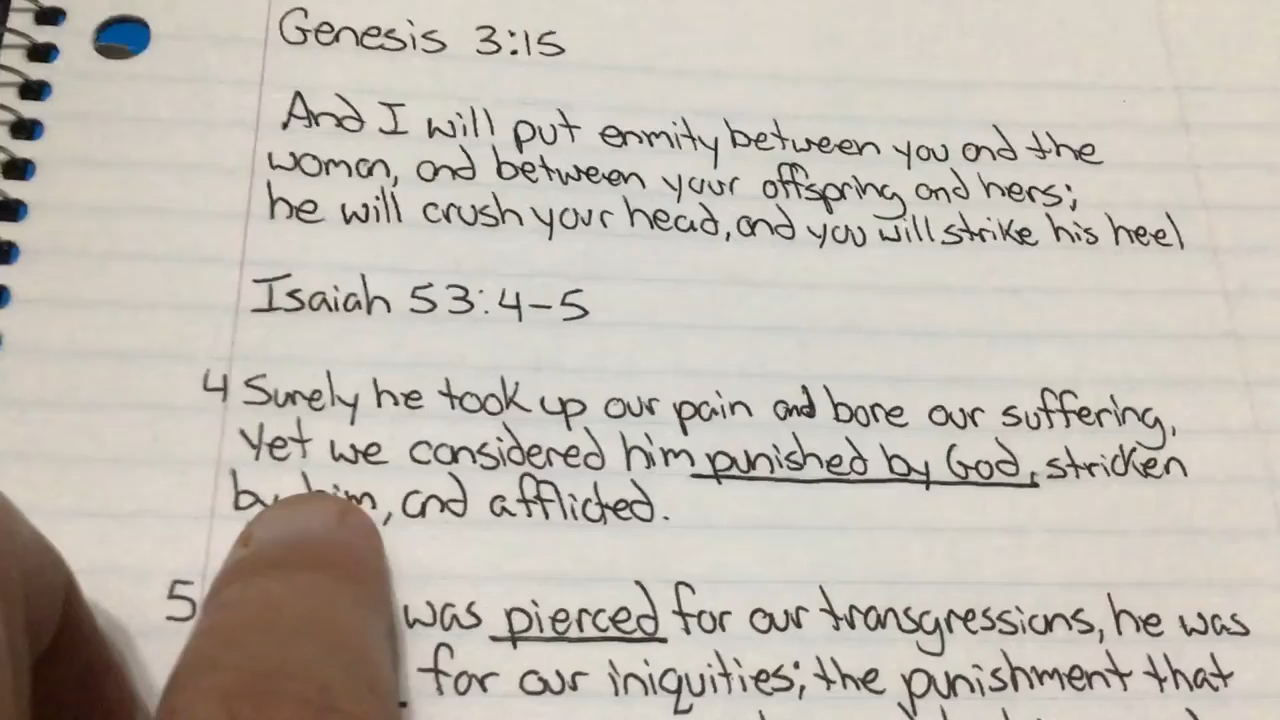 Genesis 3:15
And I will put enmity between you and the
woman, and between your offspring and hers;
he will crush your head, and you will strike his heel
Isaiah 53:4-5
4 Surely he took up our pain and bore our suffering,
yet we considered him punished by God, stricken
by him, and afflicted.
5 was pierced for our transgressions, he was
for our iniquities; the punishment that